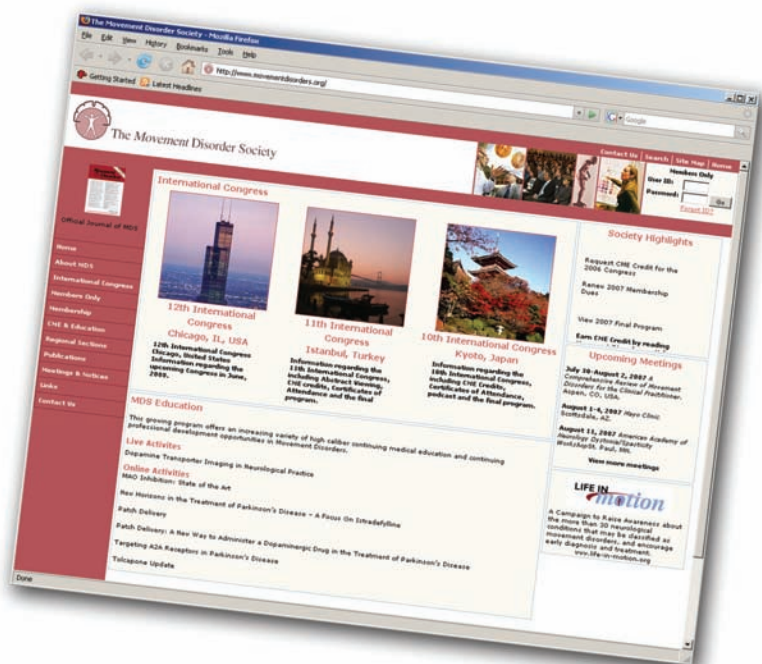 The Movement Disorder Society - Mozilla Firefox
File Edit View History Bookmarks Tools Help
http://www.movementdisorders.org/
Google
Getting Started Latest Headlines
The Movement Disorder Society
Contact Us | Search | Site Map | Home
Members Only
User ID:
Password:
Go
Forgot ID?
Official Journal of MDS
Home
About MDS
International Congress
Members Only
Membership
CME & Education
Regional Sections
Publications
Meetings & Notices
Links
Contact Us
International Congress
12th International
Congress
Chicago, IL, USA
12th International Congress
Chicago, United States
Information regarding the
upcoming Congress in June,
2008.
11th International
Congress
Istanbul, Turkey
Information regarding the
11th International Congress,
including Abstract Viewing,
CME credits, Certificates of
Attendance and the final
program.
10th International Congress
Kyoto, Japan
Information regarding the
10th International Congress,
including CME Credits,
Certificates of Attendance,
podcast and the final program.
MDS Education
This growing program offers an increasing variety of high caliber continuing medical education and continuing
professional development opportunities in Movement Disorders.
Live Activites
Dopamine Transporter Imaging in Neurological Practice
Online Activities
MAO Inhibition: State of the Art
New Horizons in the Treatment of Parkinson's Disease – A Focus On Istradafylline
Patch Delivery
Patch Delivery: A New Way to Administer a Dopaminergic Drug in the Treatment of Parkinson's Disease
Targeting A2A Receptors in Parkinson's Disease
Tolcapone Update
Society Highlights
Request CME Credit for the
2006 Congress
Renew 2007 Membership
Dues
View 2007 Final Program
Earn CME Credit by reading
Upcoming Meetings
July 30-August 2, 2007 A
Comprehensive Review of Movement
Disorders for the Clinical Practitioner.
Aspen, CO, USA.
August 1-4, 2007 Mayo Clinic.
Scottsdale, AZ.
August 11, 2007 American Academy of
Neurology Dystonia/Spasticity
WorkshopSt. Paul, MN.
View more meetings
LIFE IN
motion
A Campaign to Raise Awareness about
the more than 30 neurological
conditions that may be classified as
movement disorders, and encourage
early diagnosis and treatment.
www.life-in-motion.org
Done